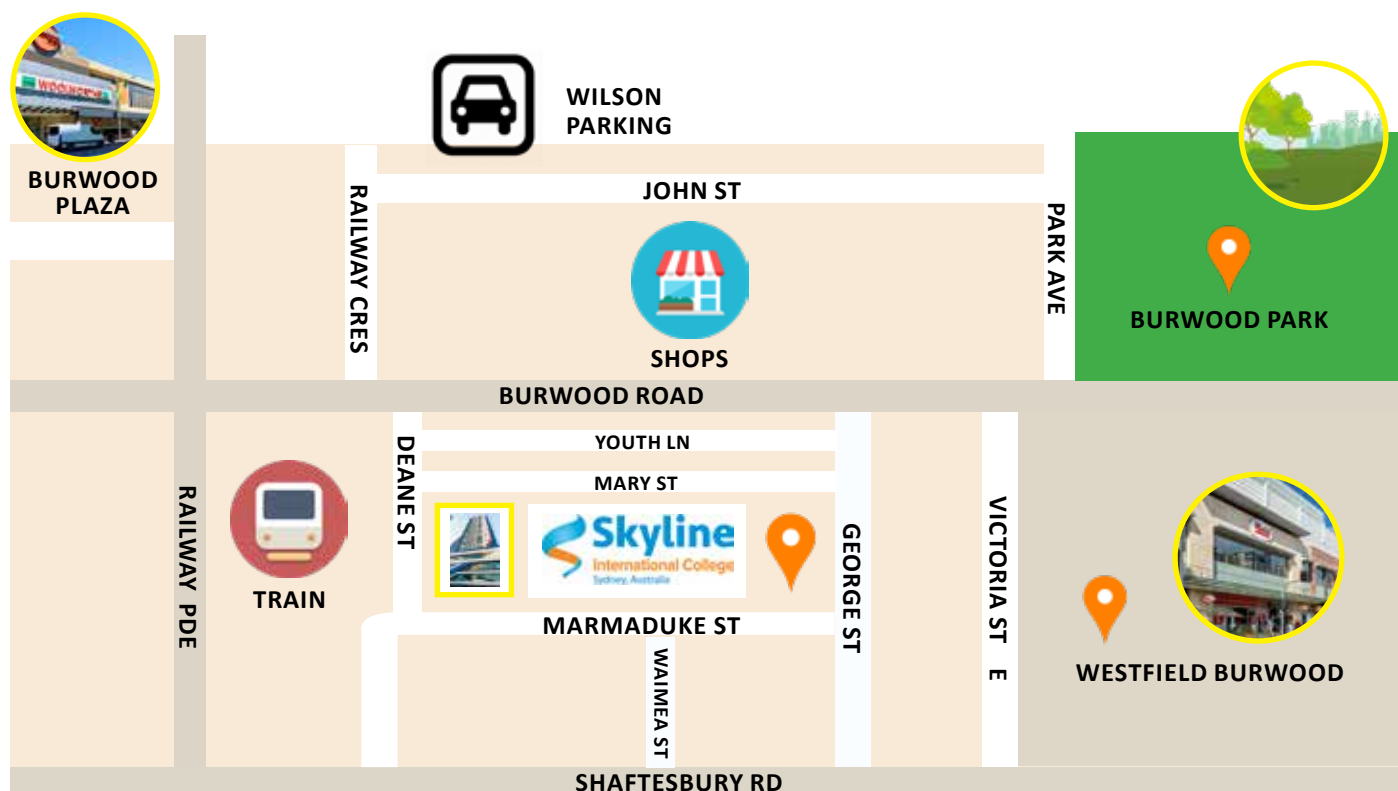 WOOLWORTHS
WILSON
PARKING
BURWOOD
PLAZA
RAILWAY CRES
JOHN ST
PARK AVE
SHOPS
BURWOOD PARK
BURWOOD ROAD
YOUTH LN
DEANE ST
MARY ST
RAILWAY PDE
TRAIN
Skyline
International College
Sydney, Australia
GEORGE ST
VICTORIA ST E
MARMADUKE ST
WAIMEA ST
WESTFIELD BURWOOD
SHAFTESBURY RD